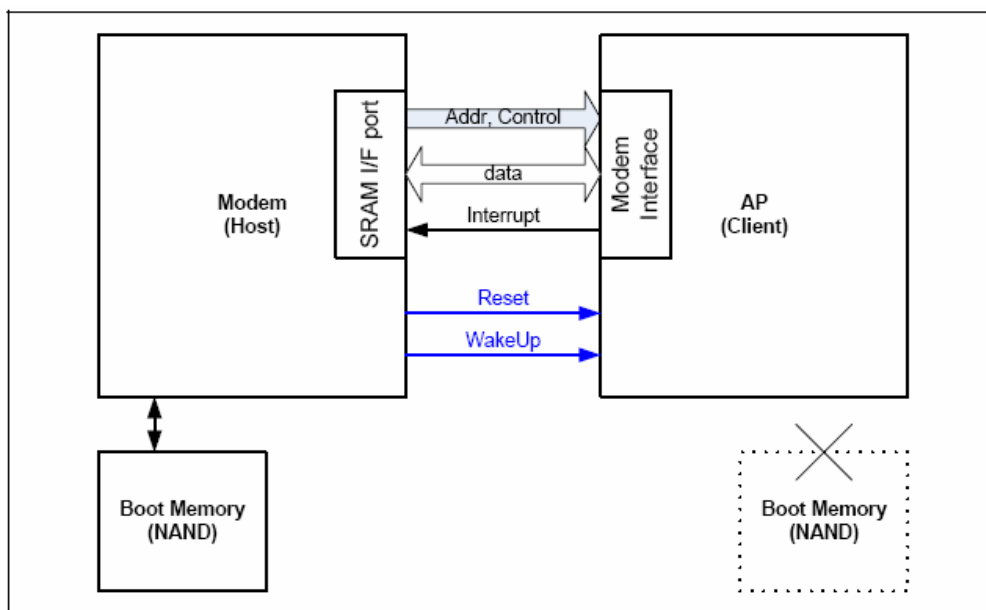 Modem
(Host)
SRAM I/F port
Addr, Control
data
Interrupt
Reset
WakeUp
Modem
Interface
AP
(Client)
Boot Memory
(NAND)
Boot Memory
(NAND)